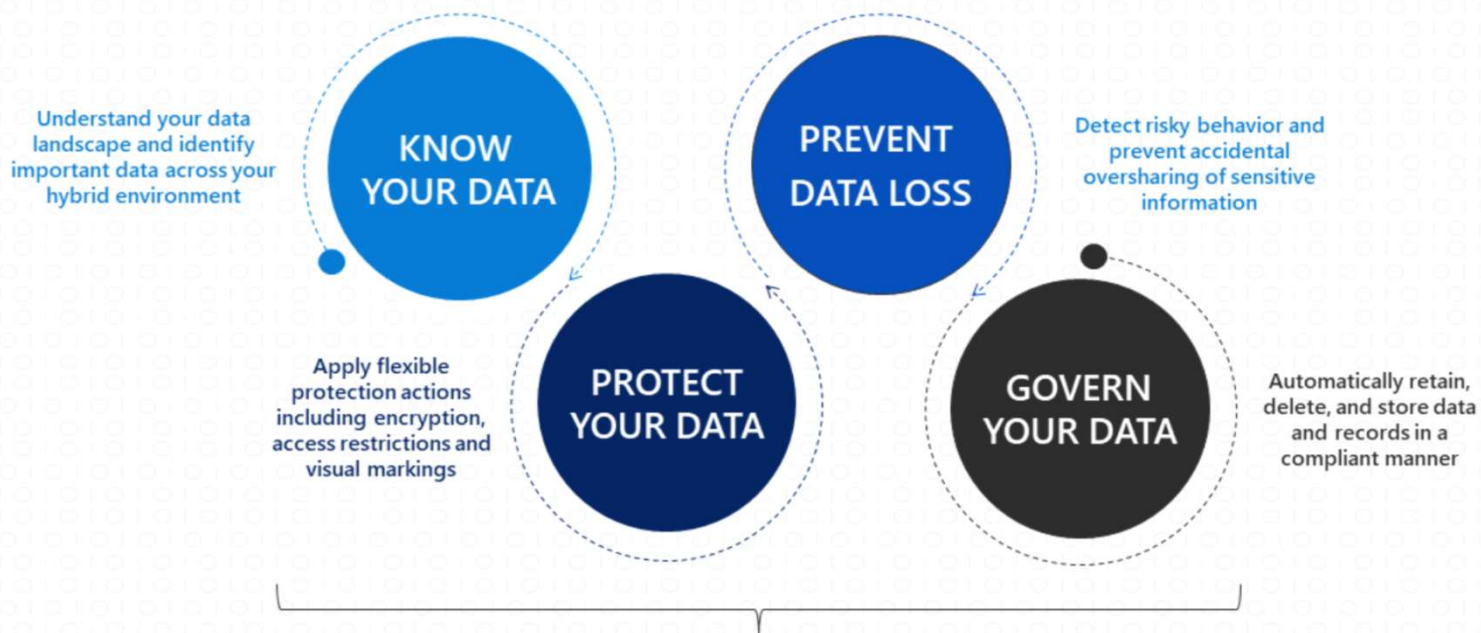 Understand your data
landscape and identify
important data across your
hybrid environment
KNOW
YOUR DATA
PREVENT
DATA LOSS
Detect risky behavior and
prevent accidental
oversharing of sensitive
information
Apply flexible
protection actions
including encryption,
access restrictions and
visual markings
PROTECT
YOUR DATA
GOVERN
YOUR DATA
Automatically retain,
delete, and store data
and records in a
compliant manner